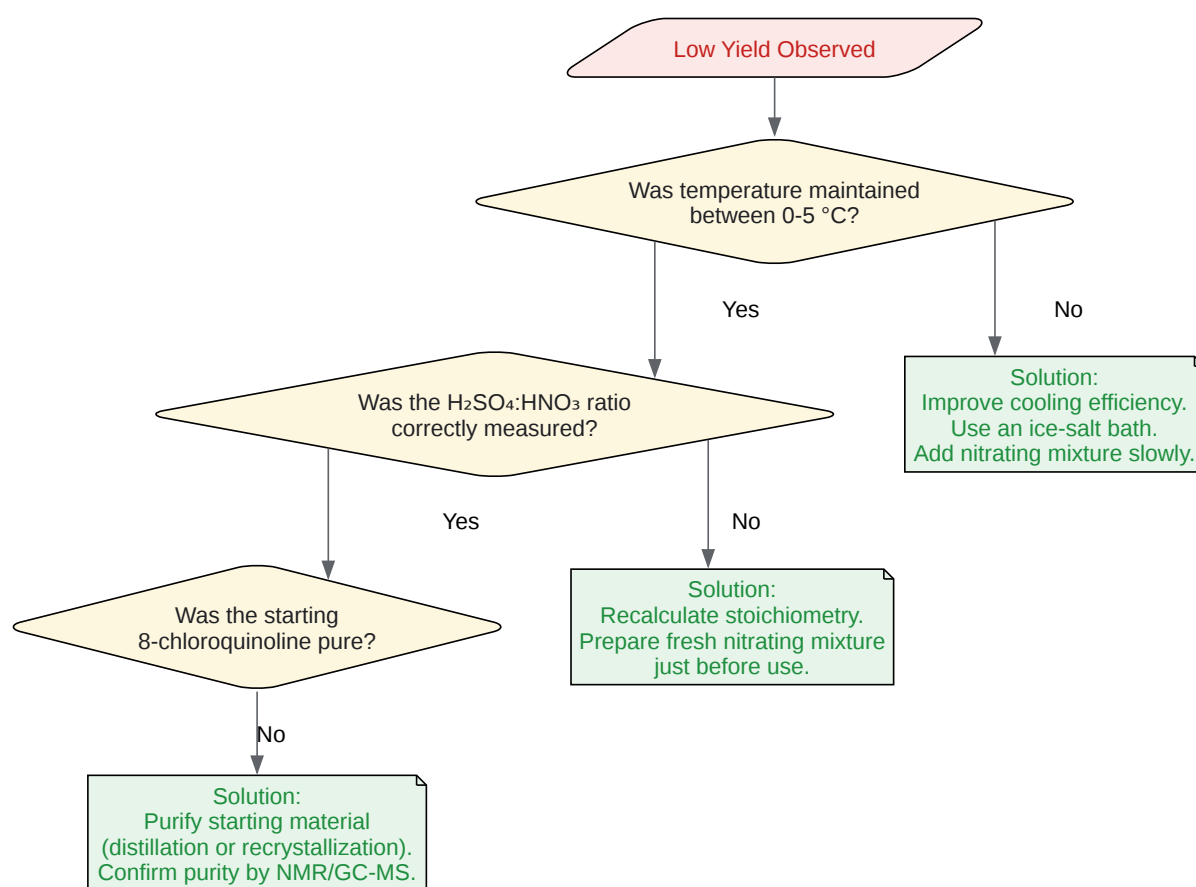 Low Yield Observed
Was temperature maintained
between 0-5 °C?
Yes
No
Solution:
Improve cooling efficiency.
Use an ice-salt bath.
Add nitrating mixture slowly.
Was the H₂SO₄:HNO₃ ratio
correctly measured?
Yes
No
Solution:
Recalculate stoichiometry.
Prepare fresh nitrating mixture
just before use.
Was the starting
8-chloroquinoline pure?
No
Solution:
Purify starting material
(distillation or recrystallization).
Confirm purity by NMR/GC-MS.